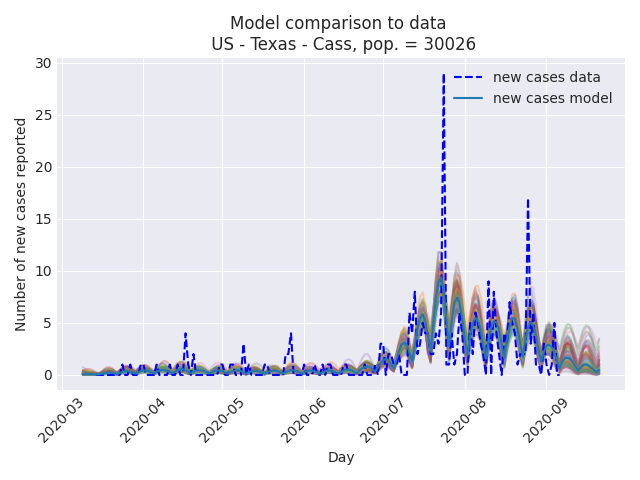 Model comparison to data
US - Texas - Cass, pop. = 30026
30
25
20
15
10
5
0
Number of new cases reported
new cases data
new cases model
2020-03
2020-04
2020-05
2020-06
2020-07
2020-08
2020-09
Day